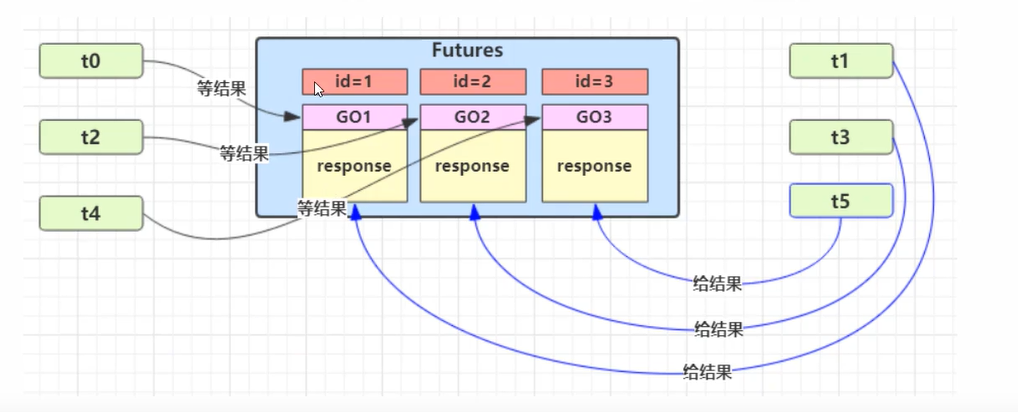 Futures
t0
t1
id=1
id=2
id=3
等结果
GO1
GO2
GO3
t2
t3
等结果
response
response
response
t4
t5
等结果
给结果
给结果
给结果